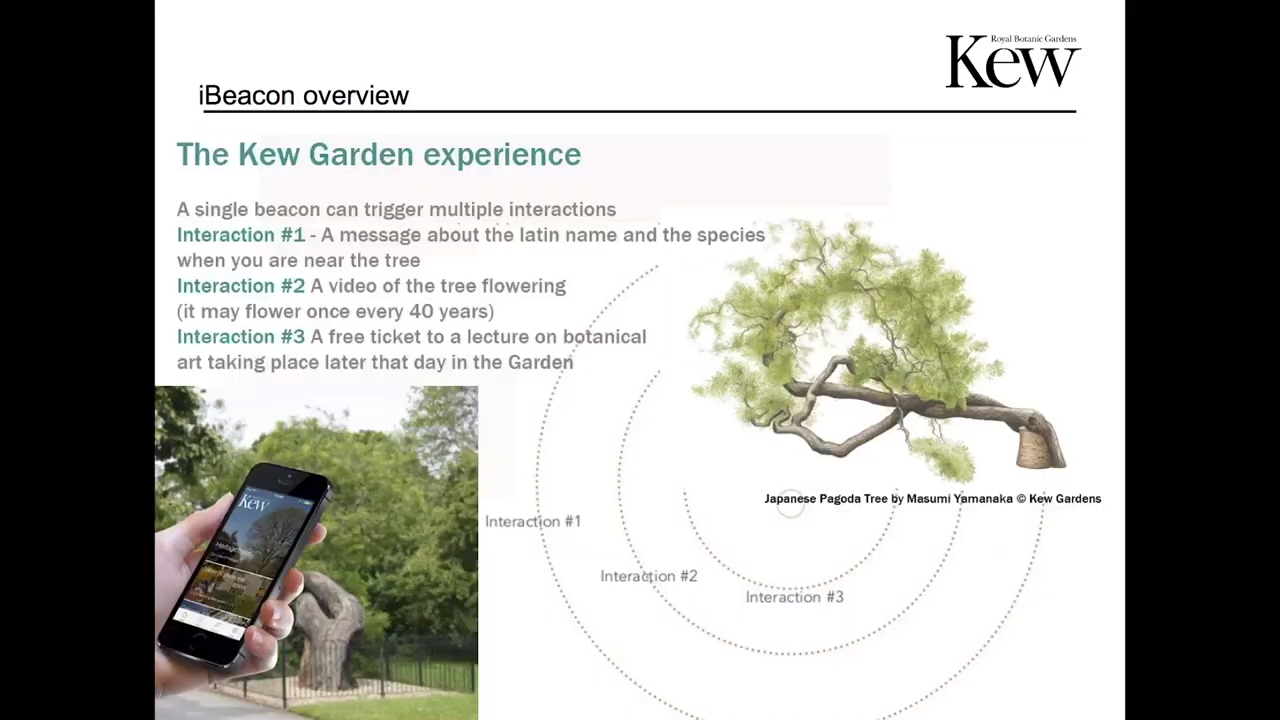 Royal Botanic Gardens
Kew
iBeacon overview
The Kew Garden experience
A single beacon can trigger multiple interactions
Interaction #1 - A message about the latin name and the species
when you are near the tree
Interaction #2 A video of the tree flowering
(it may flower once every 40 years)
Interaction #3 A free ticket to a lecture on botanical
art taking place later that day in the Garden
Kew
Japanese Pagoda Tree by Masumi Yamanaka © Kew Gardens
Interaction #1
Interaction #2
Interaction #3